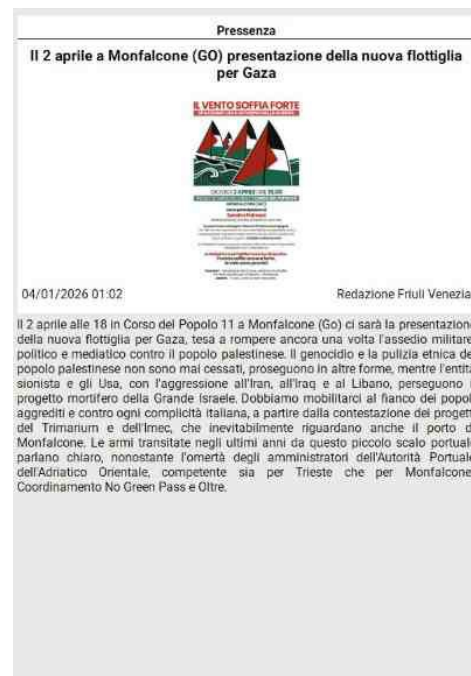 Pressenza
Il 2 aprile a Monfalcone (GO) presentazione della nuova flottiglia
per Gaza
IL VENTO SOFFIA FORTE
04/01/2026 01:02
Redazione Friuli Venezia
Il 2 aprile alle 18 in Corso del Popolo 11 a Monfalcone (Go) ci sarà la presentazione
della nuova flottiglia per Gaza, tesa a rompere ancora una volta l'assedio militare
politico e mediatico contro il popolo palestinese. Il genocidio e la pulizia etnica de
popolo palestinese non sono mai cessati, proseguono in altre forme, mentre l'entità
sionista e gli Usa, con l'aggressione all'Iran, all'Iraq e al Libano, perseguono i
progetto mortifero della Grande Israele. Dobbiamo mobilitarci al fianco dei popol
aggrediti e contro ogni complicità italiana, a partire dalla contestazione dei progett
del Trimarium e dell'Imec, che inevitabilmente riguardano anche il porto d
Monfalcone. Le armi transitate negli ultimi anni da questo piccolo scalo portuale
parlano chiaro, nonostante l'omertà degli amministratori dell'Autorità Portuale
dell'Adriatico Orientale, competente sia per Trieste che per Monfalcone
Coordinamento No Green Pass e Oltre.